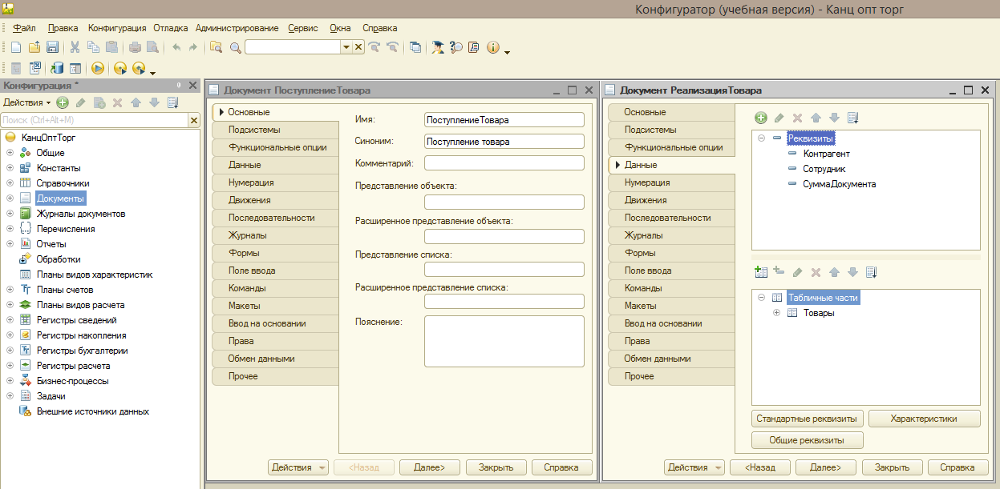 Конфигуратор (учебная версия) - Канц опт торг
Файл Правка Конфигурация Отладка Администрирование Сервис Окна Справка
Конфигурация *
Действия
Поиск (Ctrl+Alt+M)
КанцОптТорг
Общие
Константы
Справочники
Документы
Журналы документов
Перечисления
Отчеты
Обработки
Планы видов характеристик
Планы счетов
Планы видов расчета
Регистры сведений
Регистры накопления
Регистры бухгалтерии
Регистры расчета
Бизнес-процессы
Задачи
Внешние источники данных
Документ ПоступлениеТовара
Основные
Подсистемы
Функциональные опции
Данные
Нумерация
Движения
Последовательности
Журналы
Формы
Поле ввода
Команды
Макеты
Ввод на основании
Права
Обмен данными
Прочее
Имя: ПоступлениеТовара
Синоним: Поступление товара
Комментарий:
Представление объекта:
Расширенное представление объекта:
Представление списка:
Расширенное представление списка:
Пояснение:
Действия <Назад Далее> Закрыть Справка
Документ РеализацияТовара
Основные
Подсистемы
Функциональные опции
Данные
Нумерация
Движения
Последовательности
Журналы
Формы
Поле ввода
Команды
Макеты
Ввод на основании
Права
Обмен данными
Прочее
Реквизиты
Контрагент
Сотрудник
СуммаДокумента
Табличные части
Товары
Стандартные реквизиты Характеристики
Общие реквизиты
Действия <Назад Далее> Закрыть Справка